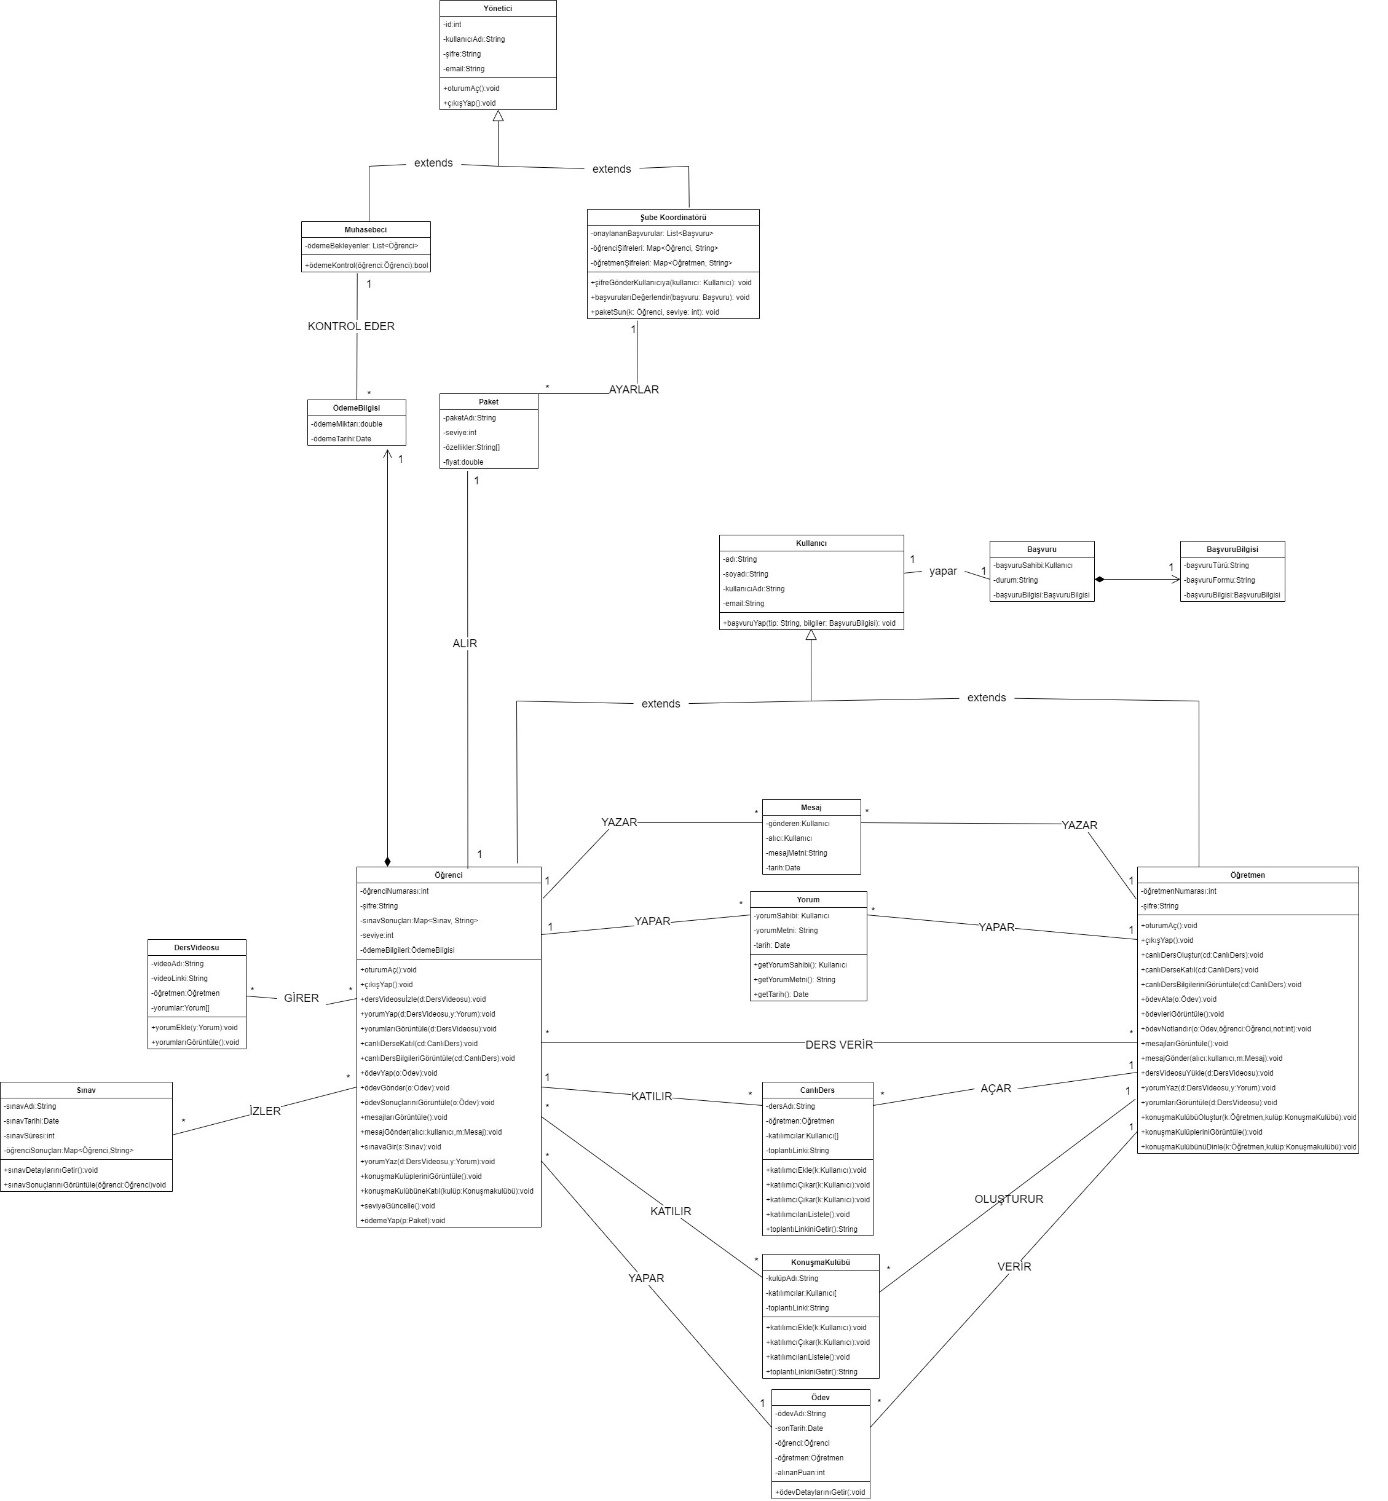 Yönetici
-id:int
-kullanıcıAdı:String
-şifre:String
-email:String
+oturumAç():void
+çıkışYap():void
extends
extends
Muhasebeci
-ödemeBekleyenler: List<Öğrenci>
+ödemeKontrol(öğrenci:Öğrenci):bool
Şube Koordinatörü
-onaylananBaşvurular: List<Başvuru>
-öğrenciŞifreleri: Map<Öğrenci, String>
-öğretmenŞifreleri: Map<Öğretmen, String>
+şifreGönderKullanıcıya(kullanıcı: Kullanıcı): void
+başvurularıDeğerlendir(başvuru: Başvuru): void
+paketSun(k: Öğrenci, seviye: int): void
1
KONTROL EDER
*
1
AYARLAR
*
ÖdemeBilgisi
-ödemeMiktarı:double
-ödemeTarihi:Date
1
Paket
-paketAdı:String
-seviye:int
-özellikler:String[]
-fiyat:double
1
ALIR
1
Kullanıcı
-adı:String
-soyadı:String
-kullanıcıAdı:String
-email:String
+başvuruYap(tip: String, bilgiler: BaşvuruBilgisi): void
1
yapar
1
Başvuru
-başvuruSahibi:Kullanıcı
-durum:String
-başvuruBilgisi:BaşvuruBilgisi
1
BaşvuruBilgisi
-başvuruTürü:String
-başvuruFormu:String
-başvuruBilgisi:BaşvuruBilgisi
extends
extends
Mesaj
-gönderen:Kullanıcı
-alıcı:Kullanıcı
-mesajMetni:String
-tarih:Date
1
YAZAR
*
*
YAZAR
1
Öğrenci
-öğrenciNumarası:int
-şifre:String
-sınavSonuçları:Map<Sınav, String>
-seviye:int
-ödemeBilgileri:ÖdemeBilgisi
+oturumAç():void
+çıkışYap():void
+dersVideosuİzle(d:DersVideosu):void
+yorumYap(d:DersVideosu,y:Yorum):void
+yorumlarıGörüntüle(d:DersVideosu):void
+canlıDerseKatıl(cd:CanlıDers):void
+canlıDersBilgileriGörüntüle(cd:CanlıDers):void
+ödevYap(o:Ödev):void
+ödevGönder(o:Ödev):void
+ödevSonuçlarınıGörüntüle(o:Ödev):void
+mesajlarıGörüntüle():void
+mesajGönder(alıcı:kullanıcı,m:Mesaj):void
+sınavaGir(s:Sınav):void
+yorumYaz(d:DersVideosu,y:Yorum):void
+konuşmaKulüpleriniGörüntüle():void
+konuşmaKulübüneKatıl(kulüp:Konuşmakulübü):void
+seviyeGüncelle():void
+ödemeYap(p:Paket):void
1
YAPAR
*
Yorum
-yorumSahibi: Kullanıcı
-yorumMetni: String
-tarih: Date
+getYorumSahibi(): Kullanıcı
+getYorumMetni(): String
+getTarih(): Date
*
YAPAR
1
Öğretmen
-öğretmenNumarası:int
-şifre:String
+oturumAç():void
+çıkışYap():void
+canlıDersOluştur(cd:CanlıDers):void
+canlıDerseKatıl(cd:CanlıDers):void
+canlıDersBilgileriniGörüntüle(cd:CanlıDers):void
+ödevAta(o:Ödev):void
+ödevleriGörüntüle():void
+ödevNotlandır(o:Ödev,öğrenci:Öğrenci,not:int):void
+mesajlarıGörüntüle():void
+mesajGönder(alıcı:kullanıcı,m:Mesaj):void
+dersVideosuYükle(d:DersVideosu):void
+yorumYaz(d:DersVideosu,y:Yorum):void
+yorumlarıGörüntüle(d:DersVideosu):void
+konuşmaKulübüOluştur(k:Öğretmen,kulüp:KonuşmaKulübü):void
+konuşmaKulüpleriniGörüntüle():void
+konuşmaKulübünüDinle(k:Öğretmen,kulüp:Konuşmakulübü):void
DersVideosu
-videoAdı:String
-videoLinki:String
-öğretmen:Öğretmen
-yorumlar:Yorum[]
+yorumEkle(y:Yorum):void
+yorumlarıGörüntüle():void
*
GİRER
*
*
DERS VERİR
*
Sınav
-sınavAdı:String
-sınavTarihi:Date
-sınavSüresi:int
-öğrenciSonuçları:Map<Öğrenci,String>
+sınavDetaylarınıGetir():void
+sınavSonuçlarınıGörüntüle(öğrenci:Öğrenci)void
*
İZLER
*
1
KATILIR
*
CanlıDers
-dersAdı:String
-öğretmen:Öğretmen
-katılımcılar:Kullanıcı[]
-toplantıLinki:String
+katılımcıEkle(k:Kullanıcı):void
+katılımcıÇıkar(k:Kullanıcı):void
+katılımcıÇıkar(k:Kullanıcı):void
+katılımcılarıListele():void
+toplantıLinkiniGetir():String
*
AÇAR
1
*
KATILIR
*
KonuşmaKulübü
-kulüpAdı:String
-katılımcılar:Kullanıcı[
-toplantıLinki:String
+katılımcıEkle(k:Kullanıcı):void
+katılımcıÇıkar(k:Kullanıcı):void
+katılımcılarıListele():void
+toplantıLinkiniGetir():String
*
OLUŞTURUR
1
*
YAPAR
1
Ödev
-ödevAdı:String
-sonTarih:Date
-öğrenci:Öğrenci
-öğretmen:Öğretmen
-alınanPuan:int
+ödevDetaylarınıGetir(:void
*
VERİR
1